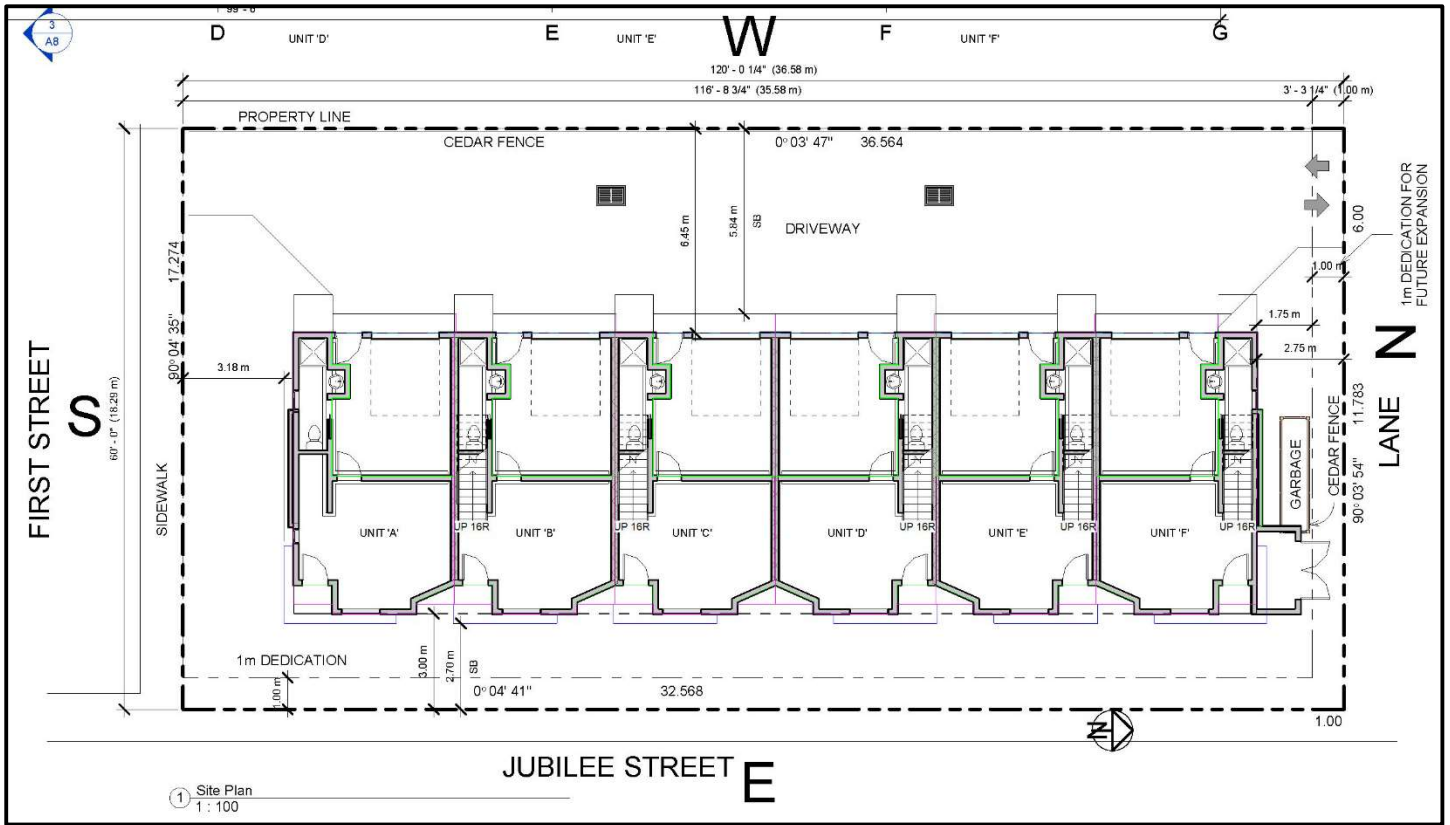 3
A8
99' - 6
D
E
W
F
G
UNIT 'D'
UNIT 'E'
UNIT 'F'
120' - 0 1/4" (36.58 m)
116' - 8 3/4" (35.58 m)
3' - 3 1/4" (1.00 m)
PROPERTY LINE
CEDAR FENCE
0° 03' 47" 36.564
1m DEDICATION FOR
FUTURE EXPANSION
6.00
1.00 m
DRIVEWAY
6.45 m
5.84 m
SB
90° 04' 35" 17.274
1.75 m
2.75 m
N
LANE
FIRST STREET
S
60' - 0" (18.29 m)
3.18 m
SIDEWALK
GARBAGE
CEDAR FENCE
90° 03' 54" 11.783
UP 16R
UP 16R
UP 16R
UP 16R
UP 16R
UNIT 'A'
UNIT 'B'
UNIT 'C'
UNIT 'D'
UNIT 'E'
UNIT 'F'
1m DEDICATION
1.00 m
3.00 m
2.70 m
SB
0° 04' 41" 32.568
1.00
N
JUBILEE STREET
E
1
Site Plan
1 : 100